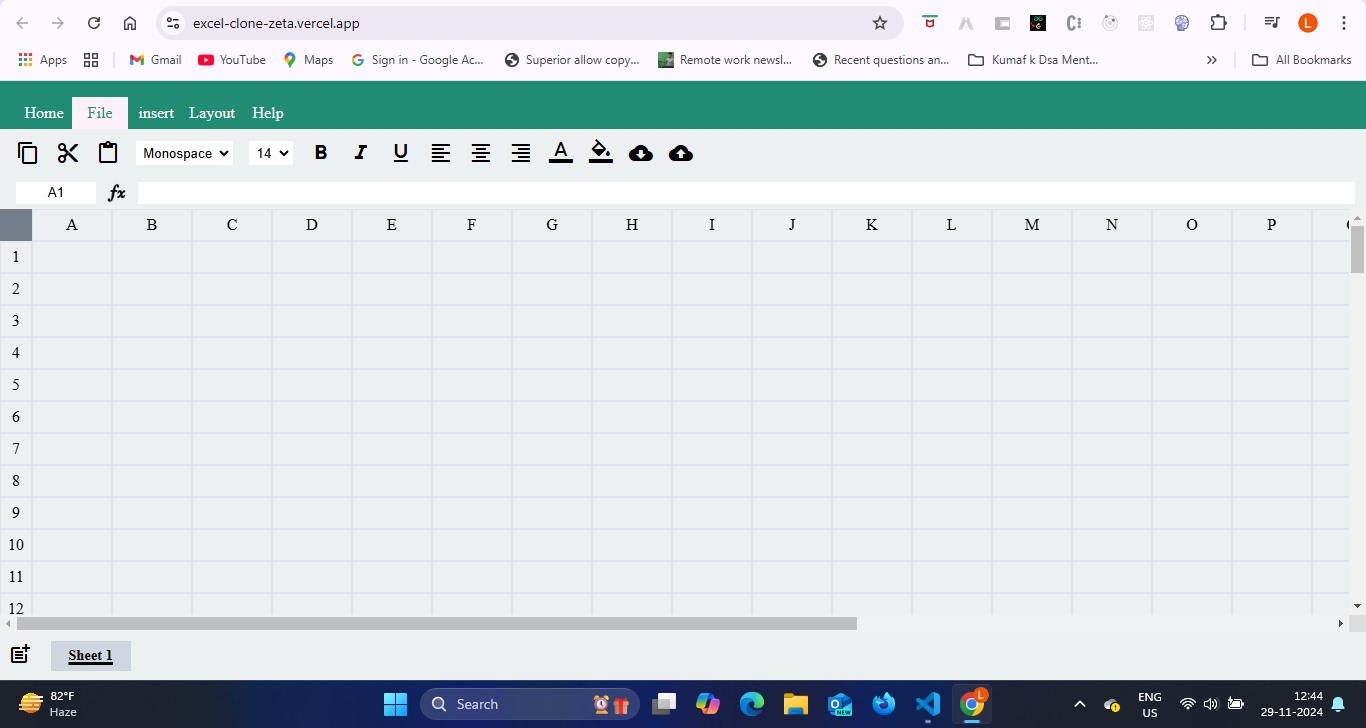 excel-clone-zeta.vercel.app
L
Apps Gmail YouTube Maps Sign in - Google Ac... Superior allow copy... Remote work newsl... Recent questions an... Kumaf k Dsa Ment... » All Bookmarks
Home File insert Layout Help
Monospace 14 B I U A
A1 fx
A B C D E F G H I J K L M N O P
1
2
3
4
5
6
7
8
9
10
11
12
Sheet 1
82°F
Haze
Search
NEW
L
ENG
US
12:44
29-11-2024